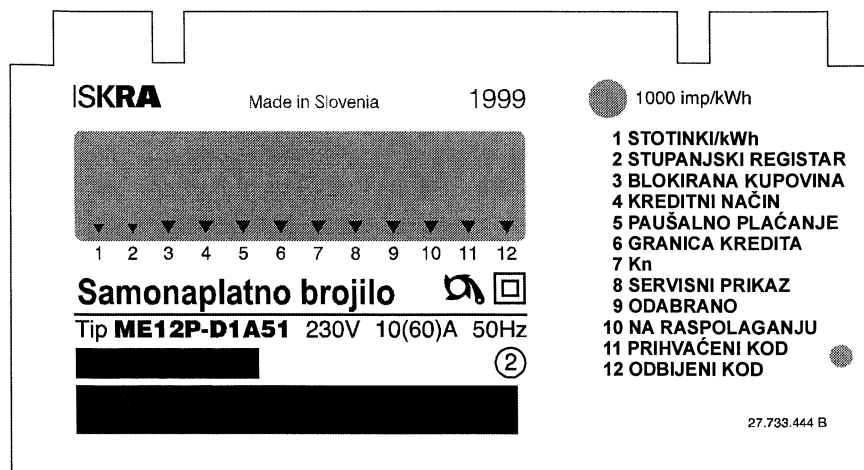 ISKRA Made in Slovenia 1999
1 2 3 4 5 6 7 8 9 10 11 12
Samonaplatno brojilo
Tip ME12P-D1A51 230V 10(60)A 50Hz
2
1000 imp/kWh
1 STOTINKI/kWh
2 STUPANJSKI REGISTAR
3 BLOKIRANA KUPOVINA
4 KREDITNI NAČIN
5 PAUŠALNO PLAĆANJE
6 GRANICA KREDITA
7 Kn
8 SERVISNI PRIKAZ
9 ODABRANO
10 NA RASPOLAGANJU
11 PRIHVAĆENI KOD
12 ODBIJENI KOD
27.733.444 B